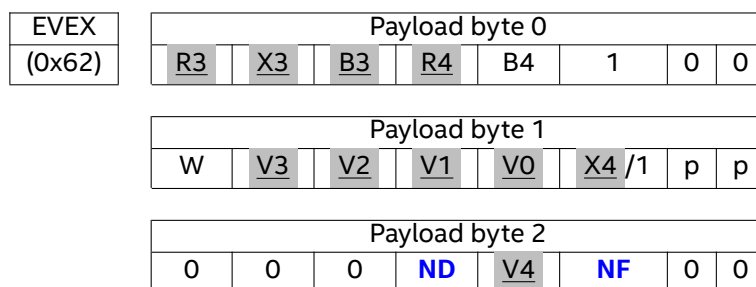 EVEX Payload byte 0
(0x62) R3 X3 B3 R4 B4 1 0 0
Payload byte 1
W V3 V2 V1 V0 X4/1 p p
Payload byte 2
0 0 0 ND V4 NF 0 0